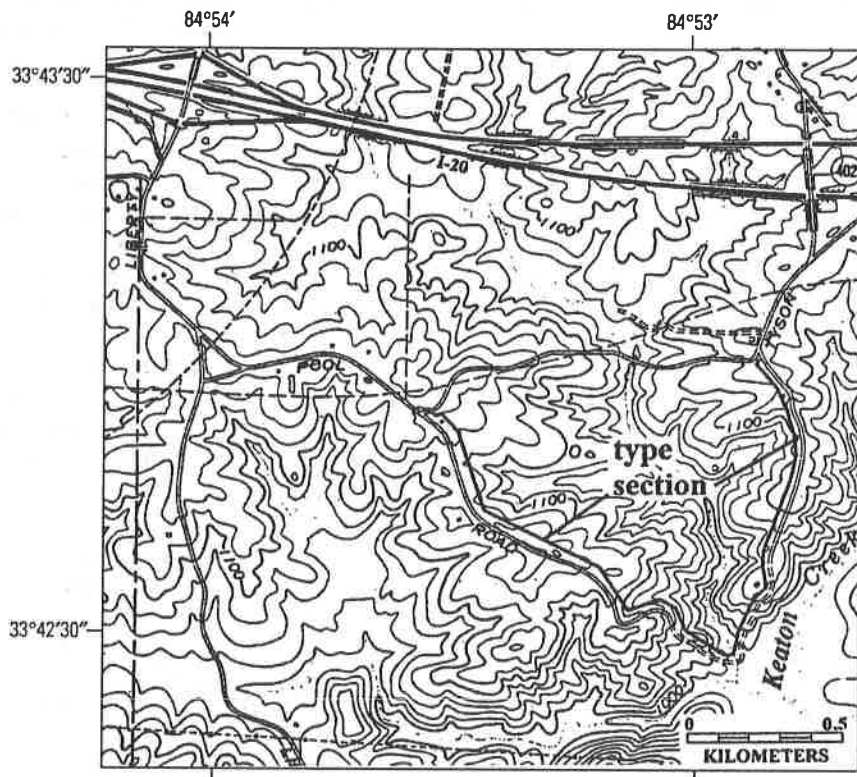 84°54′ 84°53′
33°43′30″
I-20
402
LIBERTY
1100
1100
TYSON
POOL
1100
type
section
1100
ROAD
1100
33°42′30″
Keaton Creek
1000
0 0.5
KILOMETERS